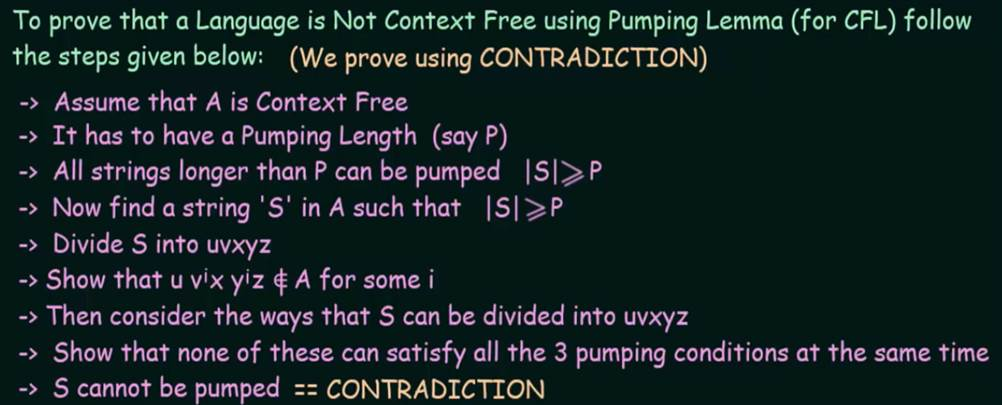 To prove that a Language is Not Context Free using Pumping Lemma (for CFL) follow
the steps given below: (We prove using CONTRADICTION)
-> Assume that A is Context Free
-> It has to have a Pumping Length (say P)
-> All strings longer than P can be pumped |S|⩾P
-> Now find a string 'S' in A such that |S|⩾P
-> Divide S into uvxyz
-> Show that u vⁱx yⁱz ∉ A for some i
-> Then consider the ways that S can be divided into uvxyz
-> Show that none of these can satisfy all the 3 pumping conditions at the same time
-> S cannot be pumped == CONTRADICTION